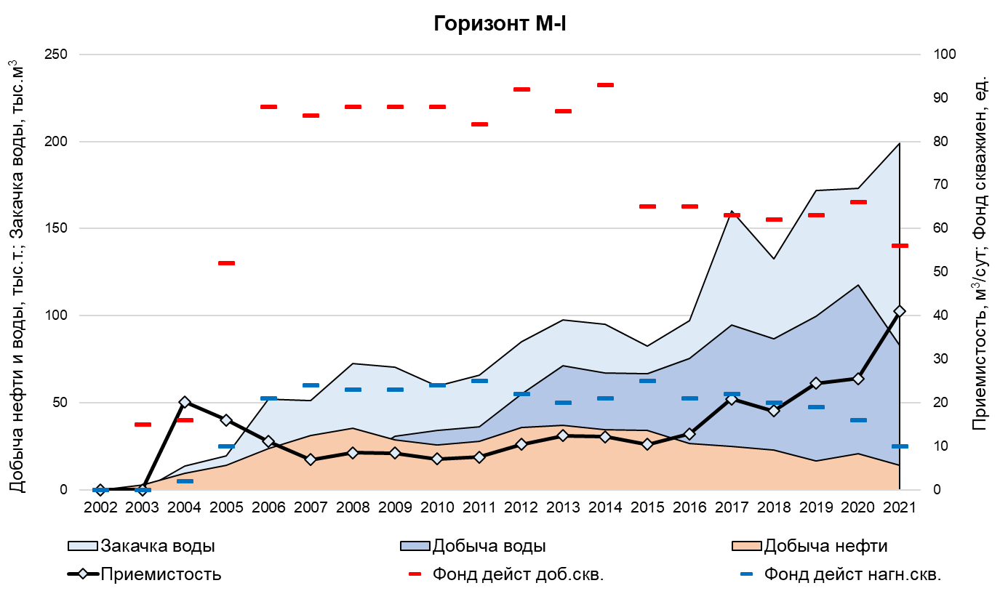 Горизонт М-I
Добыча нефти и воды, тыс.т.; Закачка воды, тыс.м³
250
200
150
100
50
0
100
90
80
70
60
50
40
30
20
10
0
Приемистость, м³/сут; Фонд скважиен, ед.
2002 2003 2004 2005 2006 2007 2008 2009 2010 2011 2012 2013 2014 2015 2016 2017 2018 2019 2020 2021
Закачка воды Добыча воды Добыча нефти
Приемистость Фонд дейст доб.скв. Фонд дейст нагн.скв.